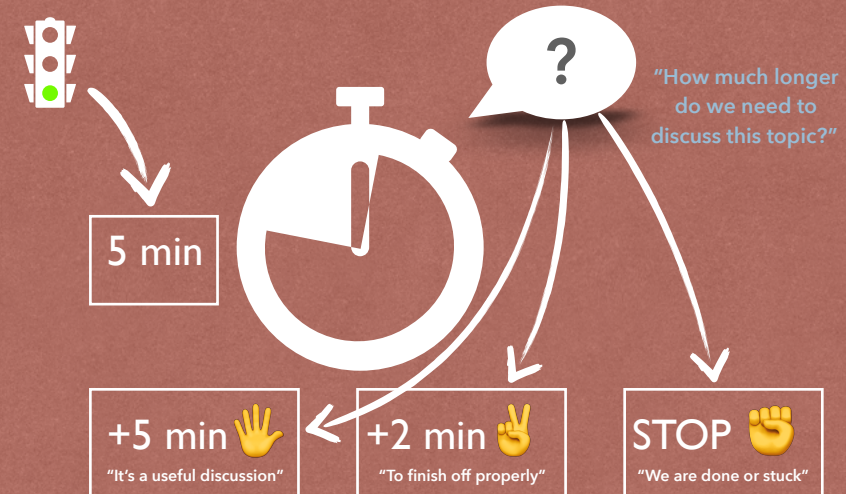 ?
“How much longer
do we need to
discuss this topic?”
5 min
+5 min
“It’s a useful discussion”
+2 min
“To finish off properly”
STOP
“We are done or stuck”